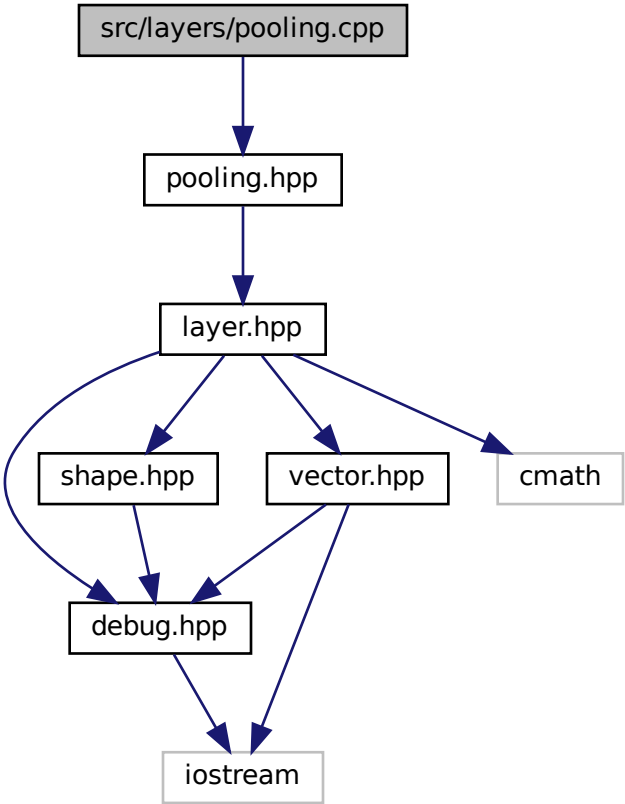 src/layers/pooling.cpp
pooling.hpp
layer.hpp
shape.hpp
vector.hpp
cmath
debug.hpp
iostream